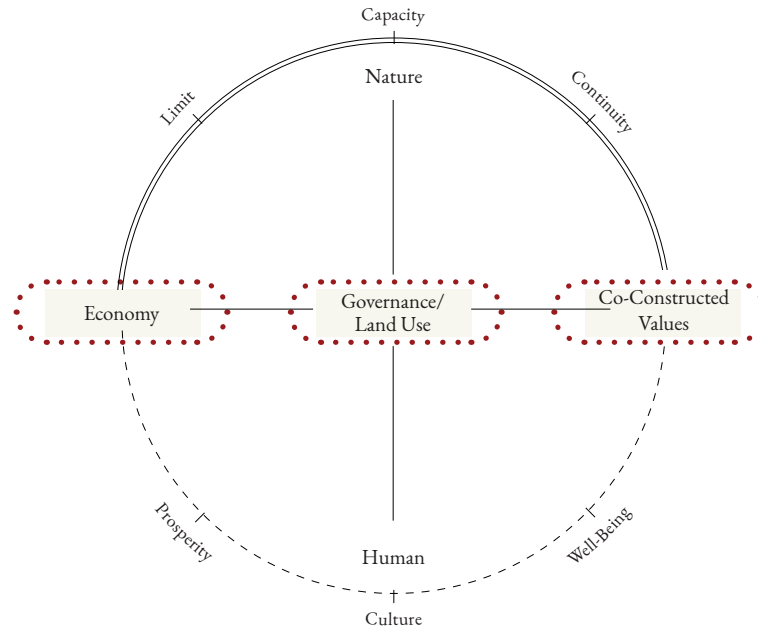 Capacity
Nature
Limit
Continuity
Economy
Governance/
Land Use
Co-Constructed
Values
Prosperity
Well-Being
Human
Culture